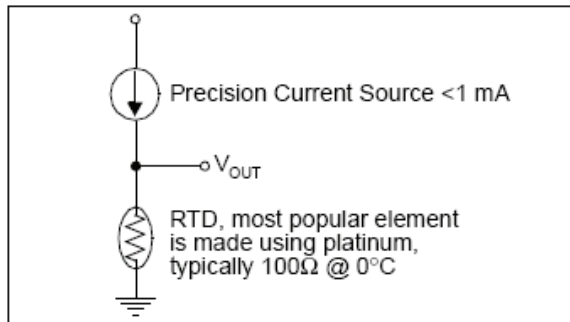 Precision Current Source <1 mA
VOUT
RTD, most popular element
is made using platinum,
typically 100Ω @ 0°C